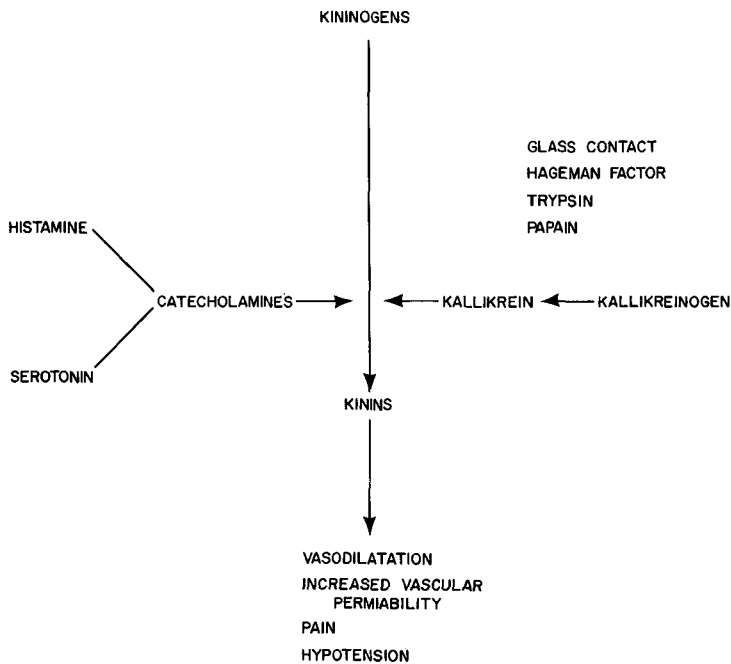 KININOGENS
GLASS CONTACT
HAGEMAN FACTOR
TRYPSIN
PAPAIN
HISTAMINE
CATECHOLAMINES
KALLIKREIN
KALLIKREINOGEN
SEROTONIN
KININS
VASODILATATION
INCREASED VASCULAR
PERMIABILITY
PAIN
HYPOTENSION